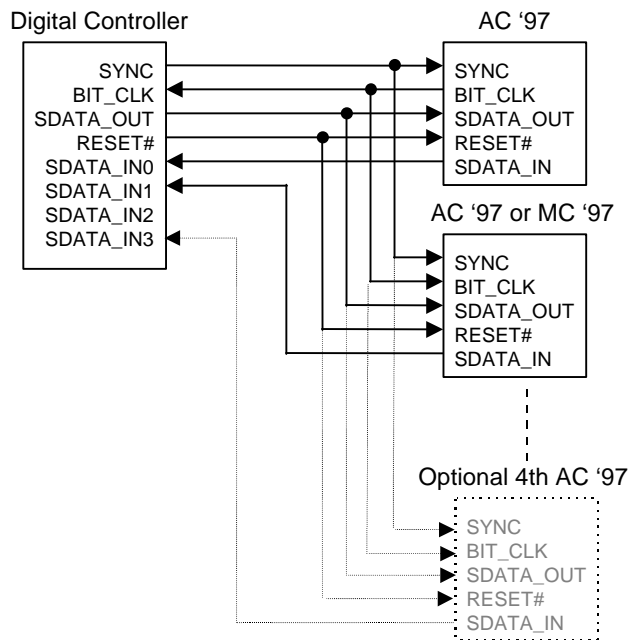 Digital Controller
SYNC
BIT_CLK
SDATA_OUT
RESET#
SDATA_IN0
SDATA_IN1
SDATA_IN2
SDATA_IN3
AC ‘97
SYNC
BIT_CLK
SDATA_OUT
RESET#
SDATA_IN
AC ‘97 or MC ‘97
SYNC
BIT_CLK
SDATA_OUT
RESET#
SDATA_IN
Optional 4th AC ‘97
SYNC
BIT_CLK
SDATA_OUT
RESET#
SDATA_IN